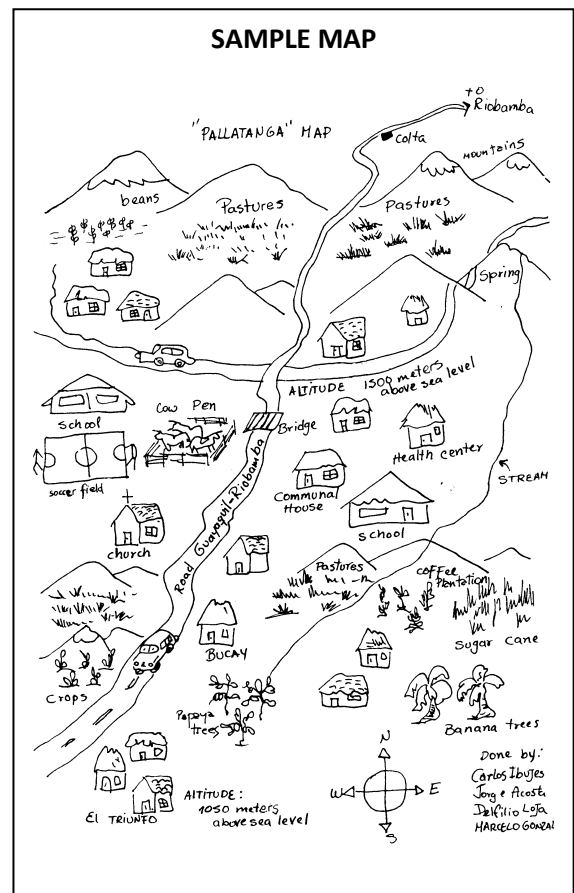 SAMPLE MAP
to
Riobamba
"PALLATANGA" MAP
Colta
MOUNTAINS
beans
Pastures
Pastures
Spring
ALTITUDE 1500 meters
above sea level
School
Cow Pen
Bridge
Health center
soccer field
Communal
House
STREAM
school
church
Road Guayaquil-Riobamba
Pastures
coffee
Plentation
Sugar cane
BUCAY
Crops
Papaya
trees
Banana trees
N
W
E
S
Done by:
Carlos Ibujes
Jorge Acosta
Delfilio Loja
MARCELO GONZAL
El TRIUNFO
ALTITUDE:
1050 meters
above sea level